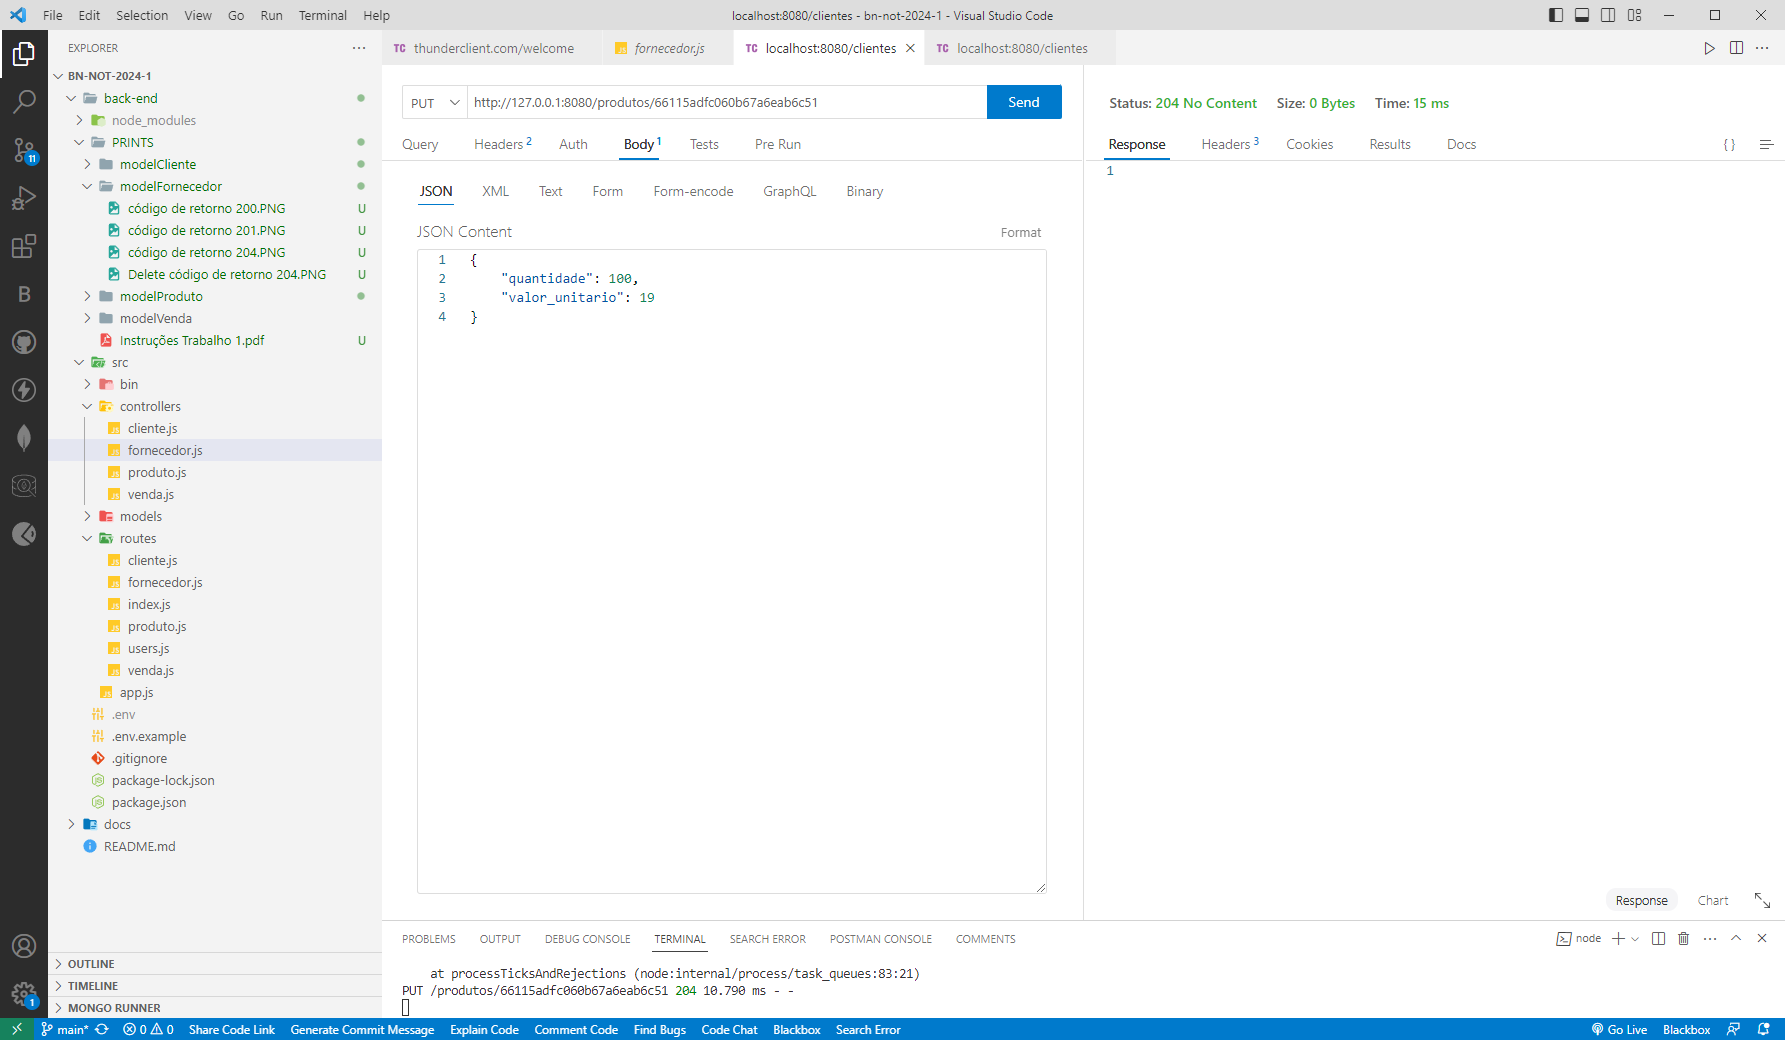 File Edit Selection View Go Run Terminal Help
localhost:8080/clientes - bn-not-2024-1 - Visual Studio Code
EXPLORER
BN-NOT-2024-1
back-end
node_modules
PRINTS
modelCliente
modelFornecedor
código de retorno 200.PNG U
código de retorno 201.PNG U
código de retorno 204.PNG U
Delete código de retorno 204.PNG U
modelProduto
modelVenda
Instruções Trabalho 1.pdf U
src
bin
controllers
cliente.js
fornecedor.js
produto.js
venda.js
models
routes
cliente.js
fornecedor.js
index.js
produto.js
users.js
venda.js
app.js
.env
.env.example
.gitignore
package-lock.json
package.json
docs
README.md
OUTLINE
TIMELINE
MONGO RUNNER
11
B
1
TC thunderclient.com/welcome
JS fornecedor.js
TC localhost:8080/clientes
TC localhost:8080/clientes
PUT http://127.0.0.1:8080/produtos/66115adfc060b67a6eab6c51 Send
Query Headers 2 Auth Body 1 Tests Pre Run
JSON XML Text Form Form-encode GraphQL Binary
JSON Content Format
1 {
2 "quantidade": 100,
3 "valor_unitario": 19
4 }
Status: 204 No Content Size: 0 Bytes Time: 15 ms
Response Headers 3 Cookies Results Docs { }
1
Response Chart
PROBLEMS OUTPUT DEBUG CONSOLE TERMINAL SEARCH ERROR POSTMAN CONSOLE COMMENTS
node
at processTicksAndRejections (node:internal/process/task_queues:83:21)
PUT /produtos/66115adfc060b67a6eab6c51 204 10.790 ms - -
main* 0 0 Share Code Link Generate Commit Message Explain Code Comment Code Find Bugs Code Chat Blackbox Search Error Go Live Blackbox